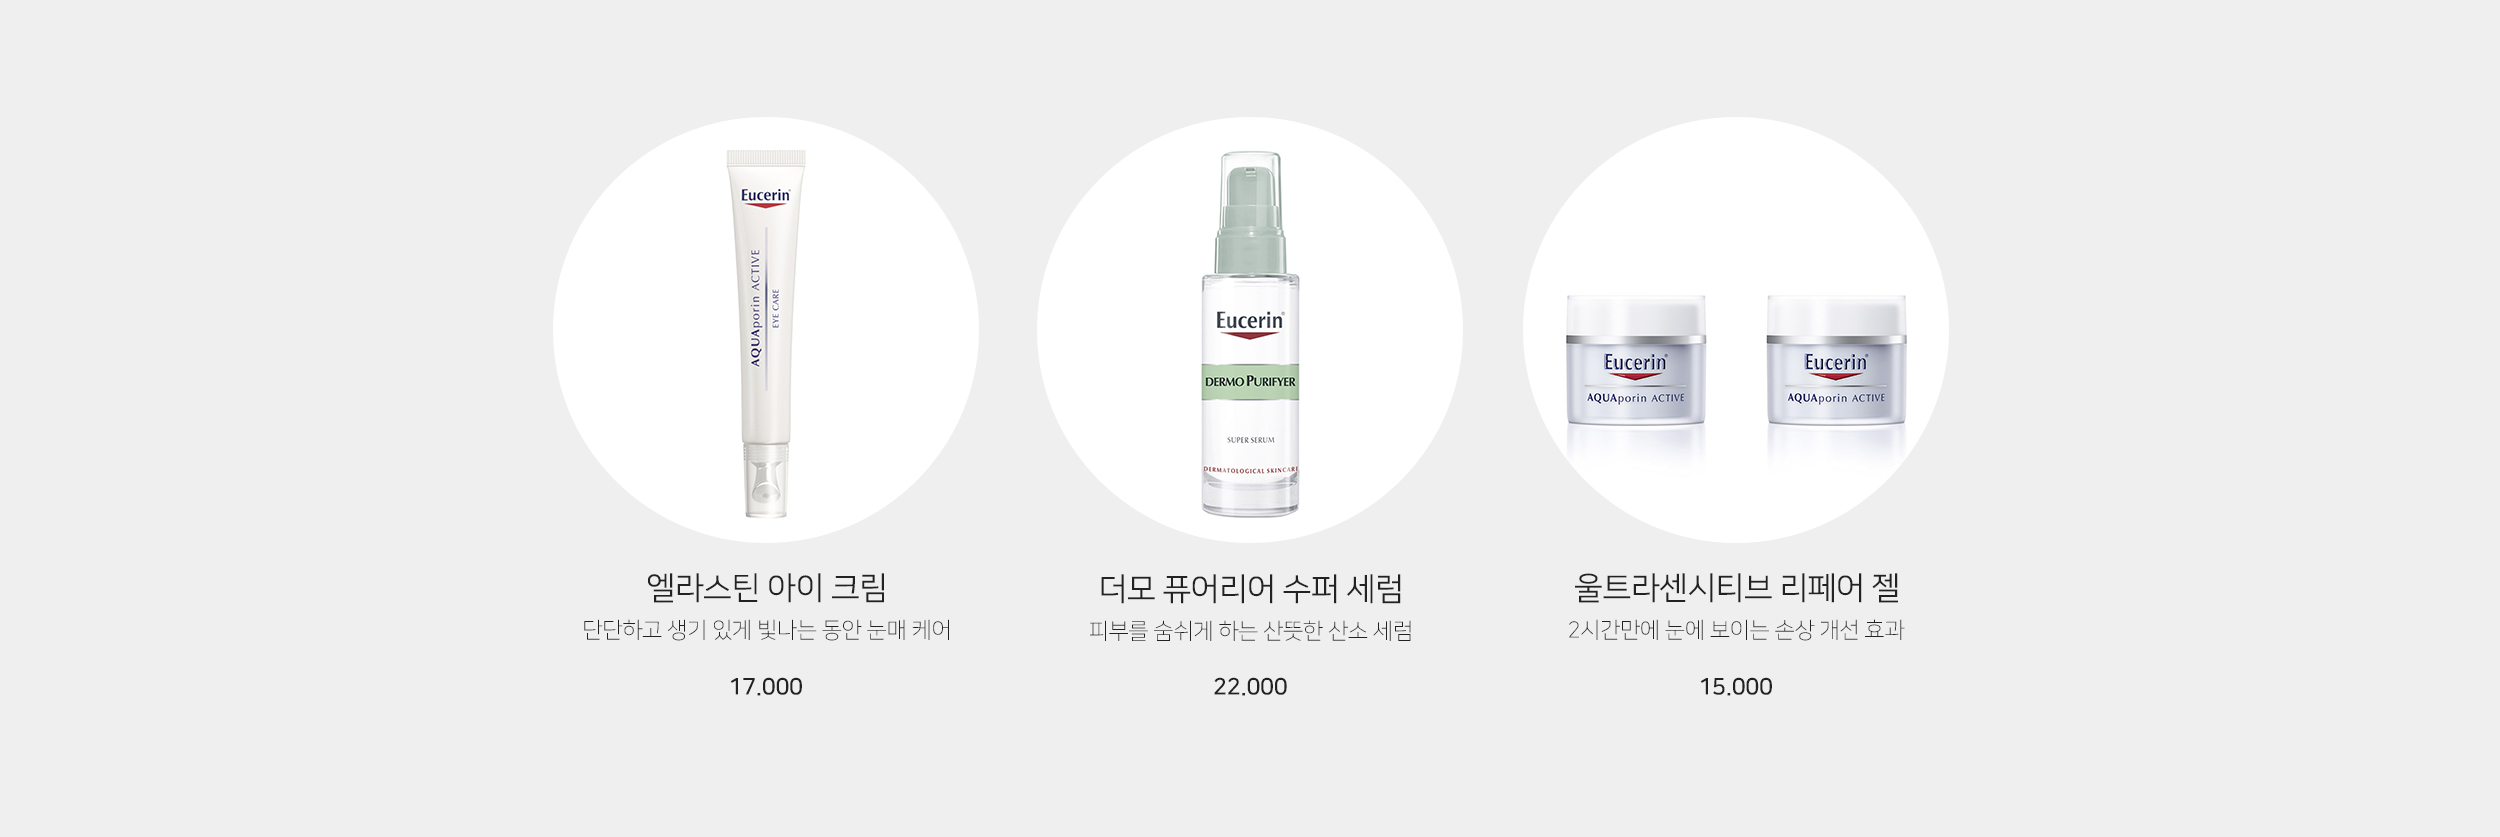 Eucerin
AQUAporin ACTIVE
EYE CARE
엘라스틴 아이 크림
단단하고 생기 있게 빛나는 동안 눈매 케어
17.000
Eucerin
DERMO PURIFYER
SUPER SERUM
DERMATOLOGICAL SKINCARE
더모 퓨어리어 수퍼 세럼
피부를 숨쉬게 하는 산뜻한 산소 세럼
22.000
Eucerin
AQUAporin ACTIVE
Eucerin
AQUAporin ACTIVE
울트라센시티브 리페어 젤
2시간만에 눈에 보이는 손상 개선 효과
15.000